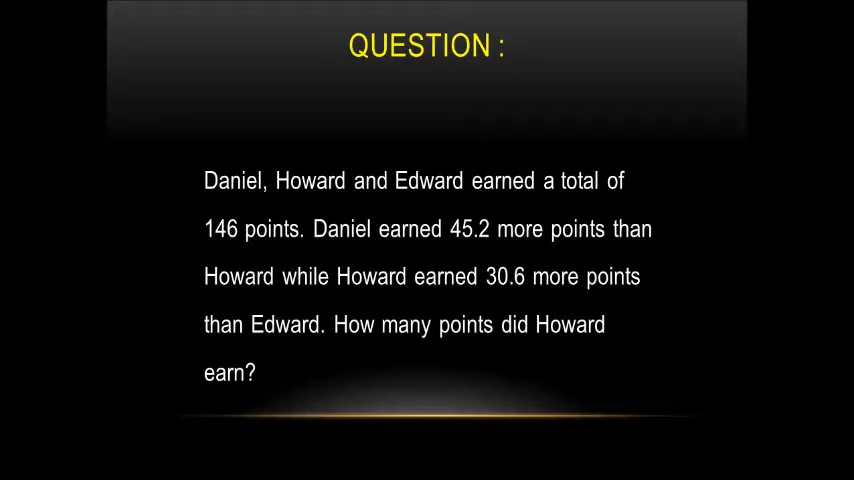 QUESTION :
Daniel, Howard and Edward earned a total of
146 points. Daniel earned 45.2 more points than
Howard while Howard earned 30.6 more points
than Edward. How many points did Howard
earn?